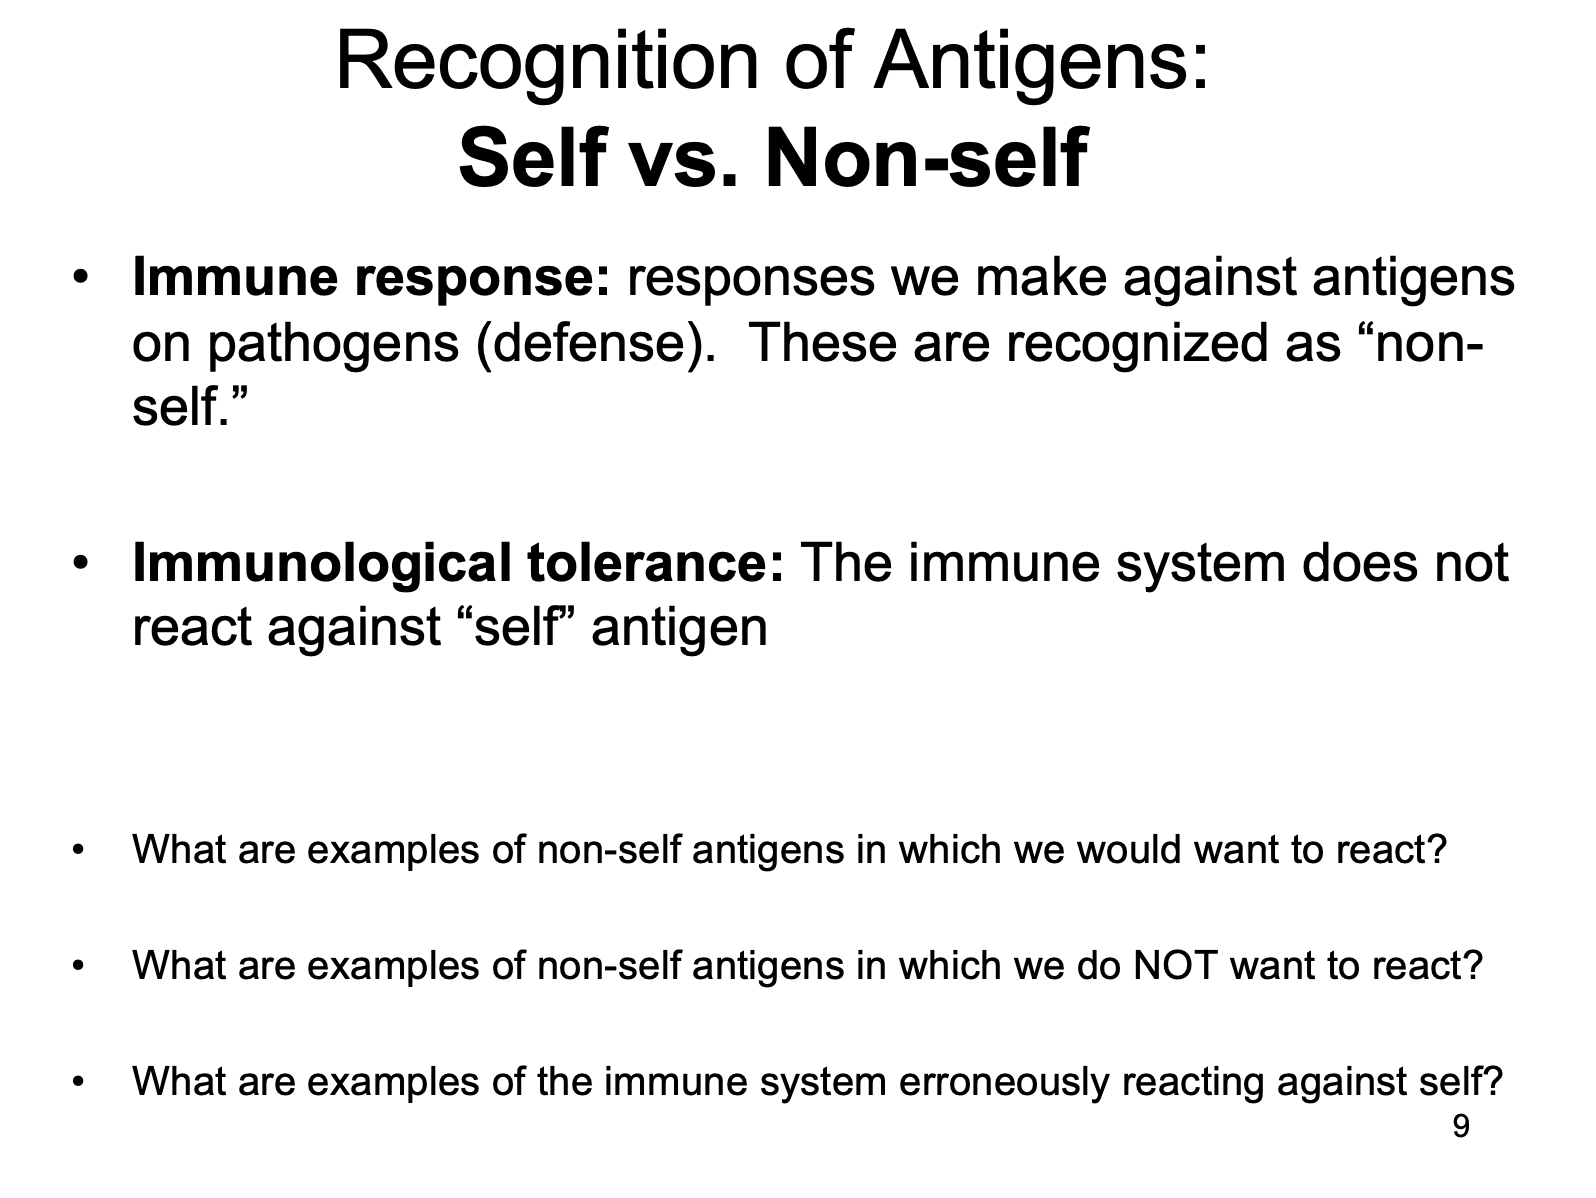 Recognition of Antigens:
Self vs. Non-self
• Immune response: responses we make against antigens
on pathogens (defense).  These are recognized as “non-
self.”
• Immunological tolerance: The immune system does not
react against “self” antigen
• What are examples of non-self antigens in which we would want to react?
• What are examples of non-self antigens in which we do NOT want to react?
• What are examples of the immune system erroneously reacting against self?
9